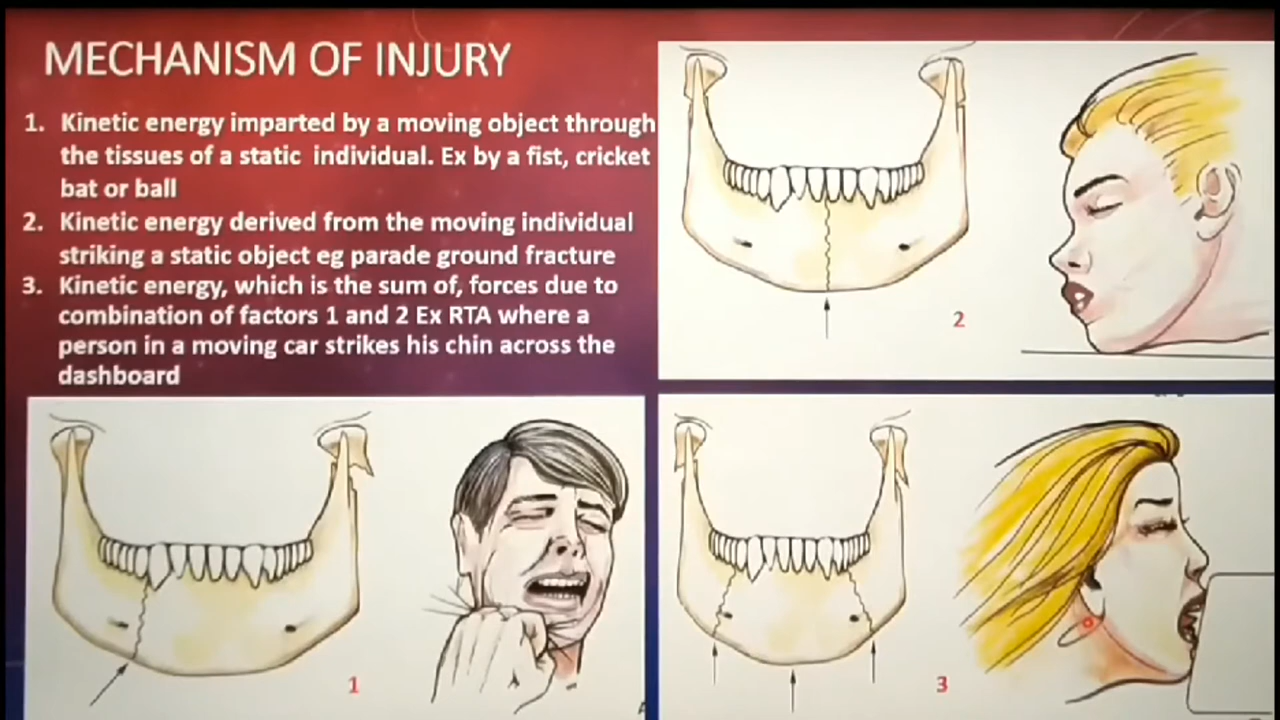 MECHANISM OF INJURY
1. Kinetic energy imparted by a moving object through
the tissues of a static individual. Ex by a fist, cricket
bat or ball
2. Kinetic energy derived from the moving individual
striking a static object eg parade ground fracture
3. Kinetic energy, which is the sum of, forces due to
combination of factors 1 and 2 Ex RTA where a
person in a moving car strikes his chin across the
dashboard
2
1
3